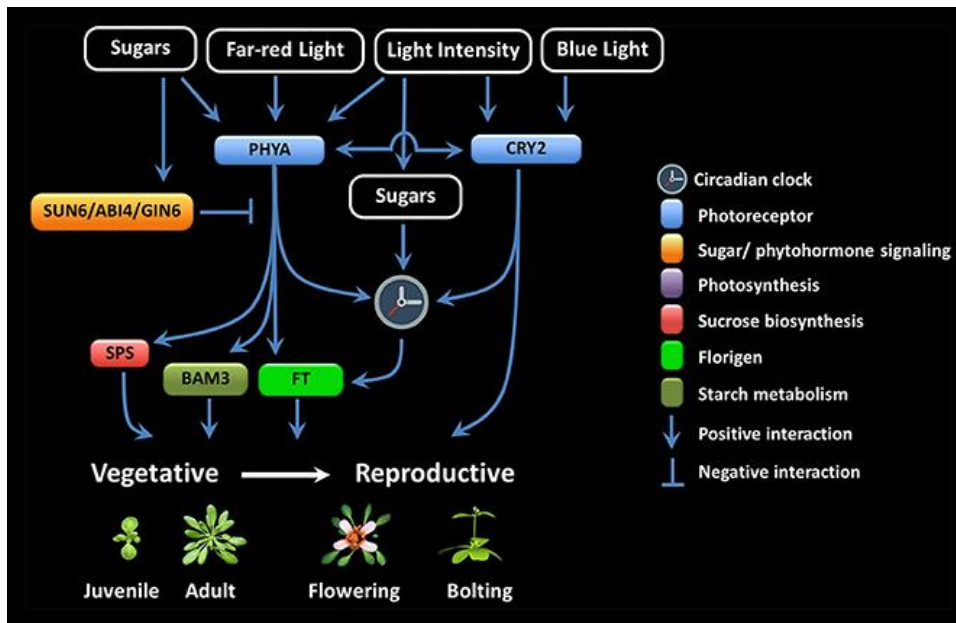 Sugars
Far-red Light
Light Intensity
Blue Light
PHYA
CRY2
Sugars
SUN6/ABI4/GIN6
SPS
BAM3
FT
Vegetative
Reproductive
Juvenile
Adult
Flowering
Bolting
Circadian clock
Photoreceptor
Sugar/ phytohormone signaling
Photosynthesis
Sucrose biosynthesis
Florigen
Starch metabolism
Positive interaction
Negative interaction